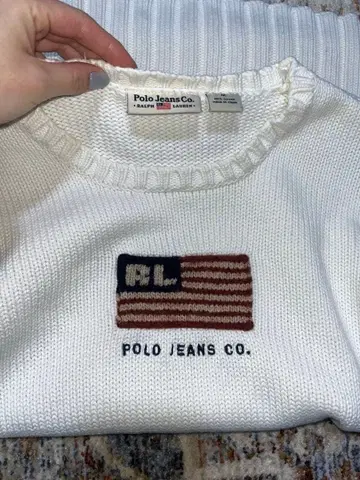 Polo Jeans Co.
RALPH LAUREN
RL
POLO JEANS CO.